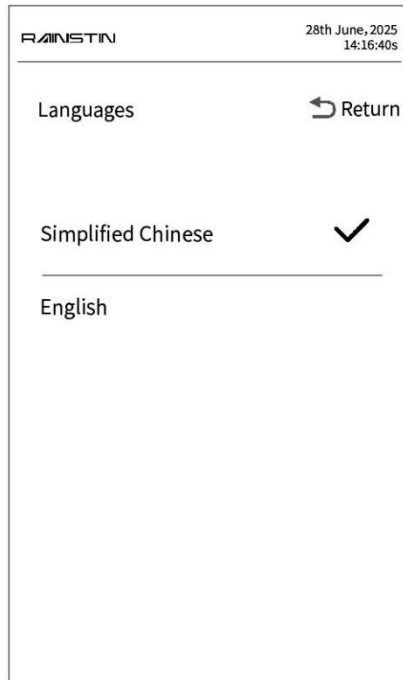 RAINSTIN
28th June, 2025
14:16:40s
Languages
Return
Simplified Chinese
English